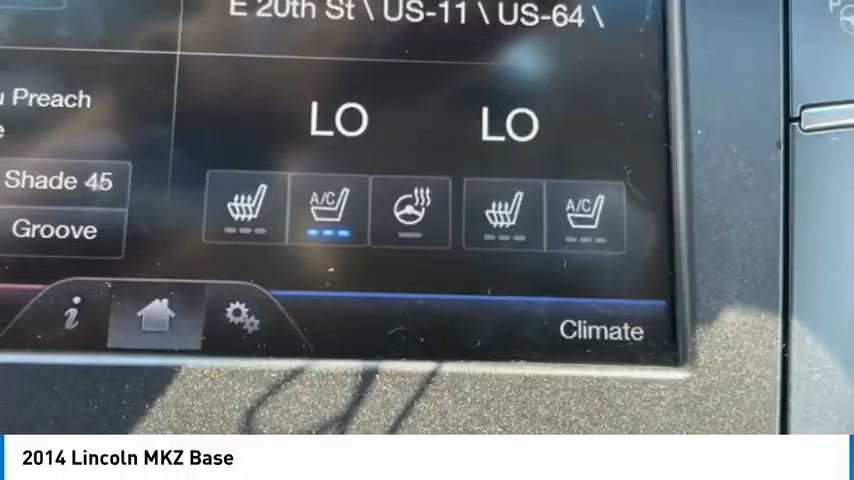 E 20th St \ US-11 \ US-64 \
Preach
LO LO
Shade 45
A/C A/C
Groove
i
Climate
P
2014 Lincoln MKZ Base